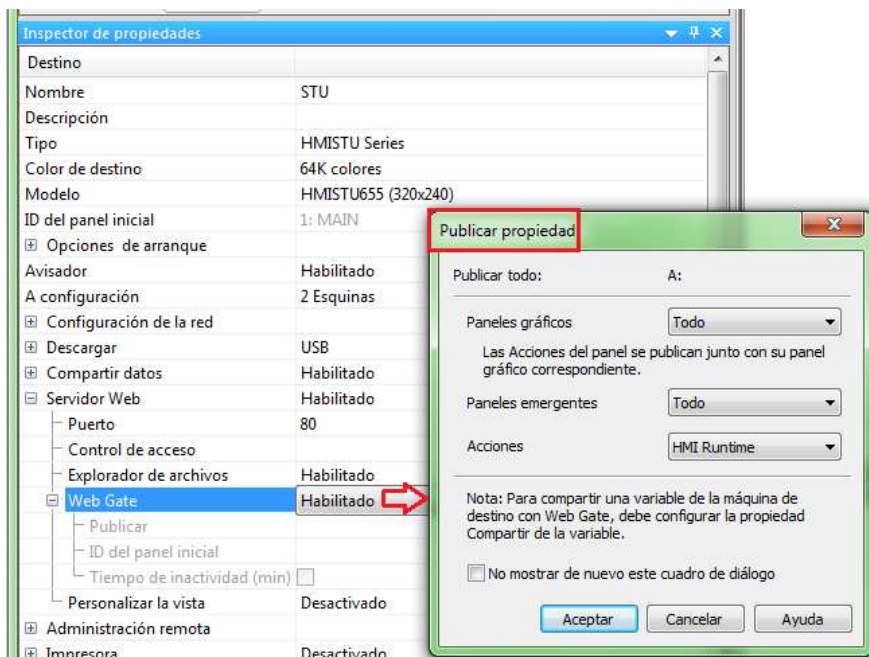 Inspector de propiedades
Destino
Nombre STU
Descripción
Tipo HMISTU Series
Color de destino 64K colores
Modelo HMISTU655 (320x240)
ID del panel inicial 1: MAIN
Opciones de arranque
Avisador Habilitado
A configuración 2 Esquinas
Configuración de la red
Descargar USB
Compartir datos Habilitado
Servidor Web Habilitado
Puerto 80
Control de acceso
Explorador de archivos Habilitado
Web Gate Habilitado
Publicar
ID del panel inicial
Tiempo de inactividad (min)
Personalizar la vista Desactivado
Administración remota
Impresora Desactivado
Publicar propiedad
Publicar todo: A:
Paneles gráficos Todo
Las Acciones del panel se publican junto con su panel
gráfico correspondiente.
Paneles emergentes Todo
Acciones HMI Runtime
Nota: Para compartir una variable de la máquina de
destino con Web Gate, debe configurar la propiedad
Compartir de la variable.
No mostrar de nuevo este cuadro de diálogo
Aceptar Cancelar Ayuda